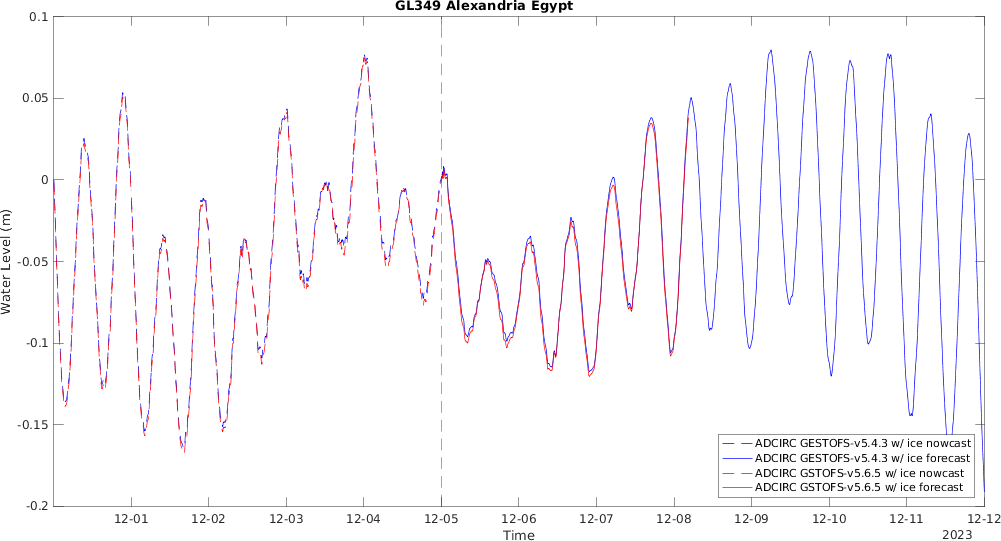 GL349 Alexandria Egypt
0.1
0.05
0
-0.05
-0.1
-0.15
-0.2
Water Level (m)
12-01
12-02
12-03
12-04
12-05
12-06
12-07
12-08
12-09
12-10
12-11
12-12
Time
2023
ADCIRC GESTOFS-v5.4.3 w/ ice nowcast
ADCIRC GESTOFS-v5.4.3 w/ ice forecast
ADCIRC GSTOFS-v5.6.5 w/ ice nowcast
ADCIRC GSTOFS-v5.6.5 w/ ice forecast